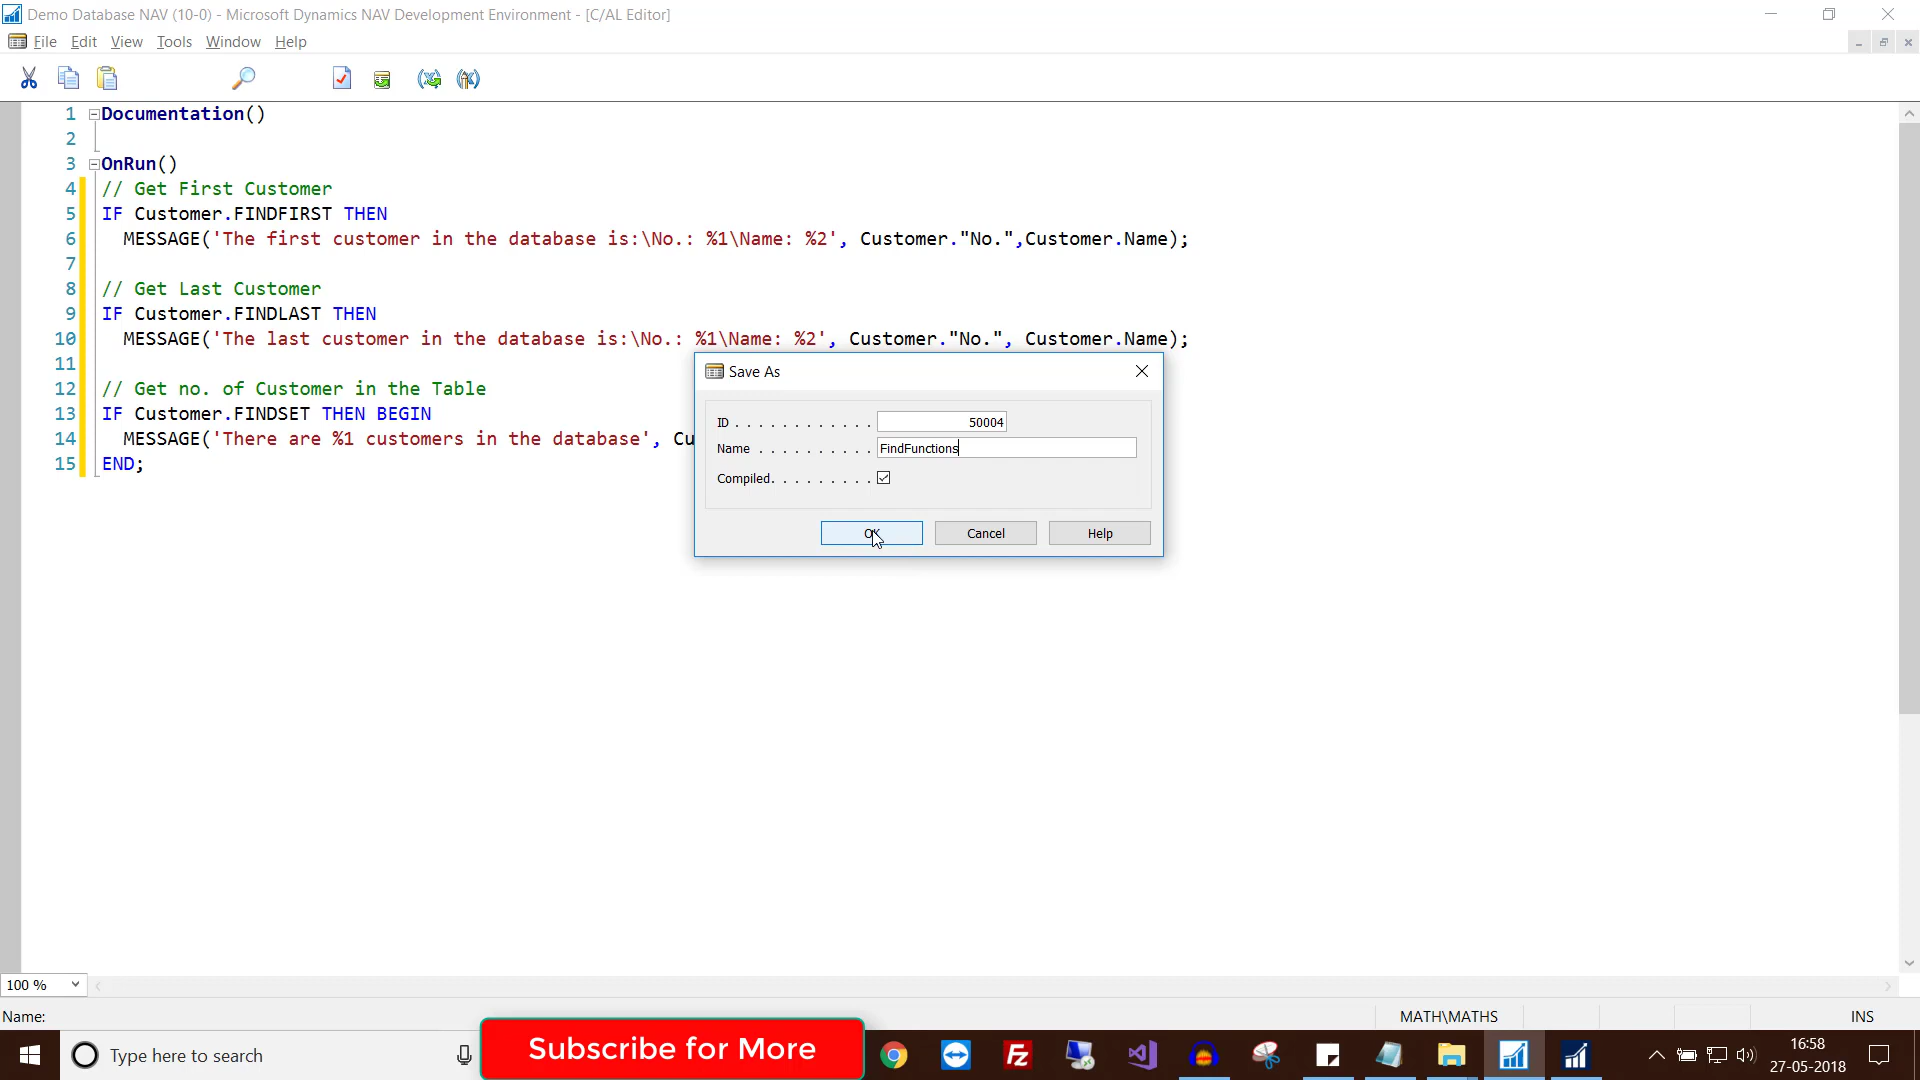 Demo Database NAV (10-0) - Microsoft Dynamics NAV Development Environment - [C/AL Editor]
File Edit View Tools Window Help
1 Documentation()
2
3 OnRun()
4 // Get First Customer
5 IF Customer.FINDFIRST THEN
6 MESSAGE('The first customer in the database is:\No.: %1\Name: %2', Customer."No.",Customer.Name);
7
8 // Get Last Customer
9 IF Customer.FINDLAST THEN
10 MESSAGE('The last customer in the database is:\No.: %1\Name: %2', Customer."No.", Customer.Name);
11
12 // Get no. of Customer in the Table
13 IF Customer.FINDSET THEN BEGIN
14 MESSAGE('There are %1 customers in the database', Cu
15 END;
Save As
ID . . . . . . . . . . . . 50004
Name . . . . . . . . . . FindFunctions
Compiled. . . . . . . . .
OK Cancel Help
100 %
Name: MATH\MATHS INS
Type here to search
Subscribe for More
Fz
16:58
27-05-2018